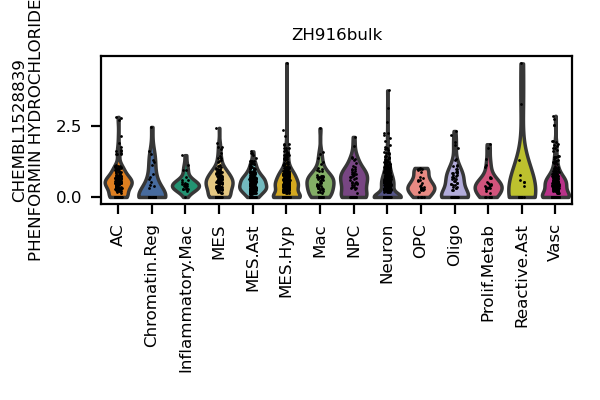 ZH916bulk
CHEMBL1528839
PHENFORMIN HYDROCHLORIDE
2.5
0.0
AC
Chromatin.Reg
Inflammatory.Mac
MES
MES.Ast
MES.Hyp
Mac
NPC
Neuron
OPC
Oligo
Prolif.Metab
Reactive.Ast
Vasc